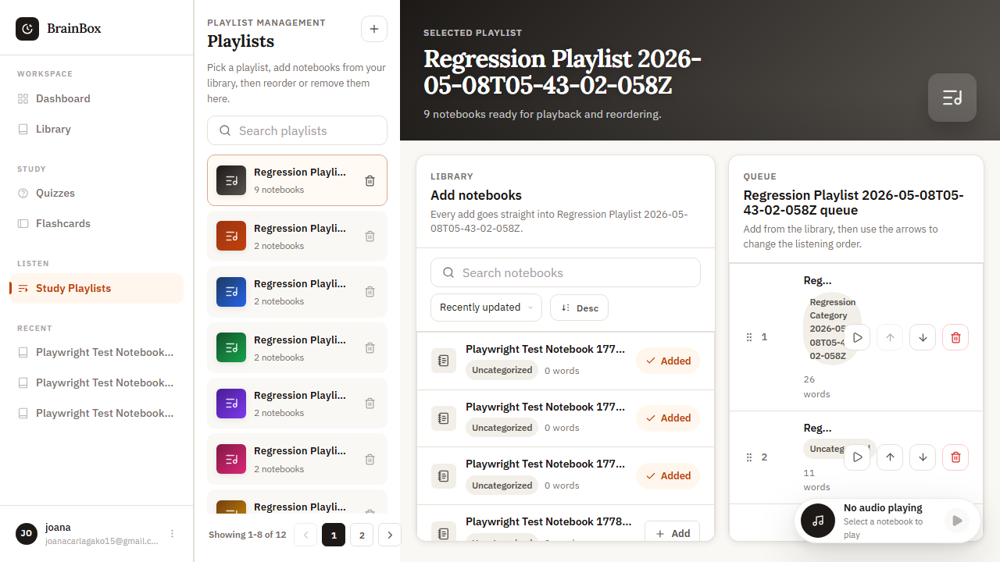 BrainBox
WORKSPACE
Dashboard
Library
STUDY
Quizzes
Flashcards
LISTEN
Study Playlists
RECENT
Playwright Test Notebook...
Playwright Test Notebook...
Playwright Test Notebook...
JO
joana
joanacarlagako15@gmail.c...
PLAYLIST MANAGEMENT
Playlists
Pick a playlist, add notebooks from your
library, then reorder or remove them
here.
Search playlists
Regression Playli...
9 notebooks
Regression Playli...
2 notebooks
Regression Playli...
2 notebooks
Regression Playli...
2 notebooks
Regression Playli...
2 notebooks
Regression Playli...
2 notebooks
Regression Playli...
Showing 1-8 of 12
1
2
SELECTED PLAYLIST
Regression Playlist 2026-
05-08T05-43-02-058Z
9 notebooks ready for playback and reordering.
LIBRARY
Add notebooks
Every add goes straight into Regression Playlist 2026-05-
08T05-43-02-058Z.
Search notebooks
Recently updated
Desc
Playwright Test Notebook 177...
Uncategorized
0 words
Added
Playwright Test Notebook 177...
Uncategorized
0 words
Added
Playwright Test Notebook 177...
Uncategorized
0 words
Added
Playwright Test Notebook 1778...
Add
QUEUE
Regression Playlist 2026-05-08T05-
43-02-058Z queue
Add from the library, then use the arrows to
change the listening order.
1
Reg...
Regression
Category
2026-05
08T05-4
02-058Z
26
words
2
Reg...
11
words
No audio playing
Select a notebook to
play